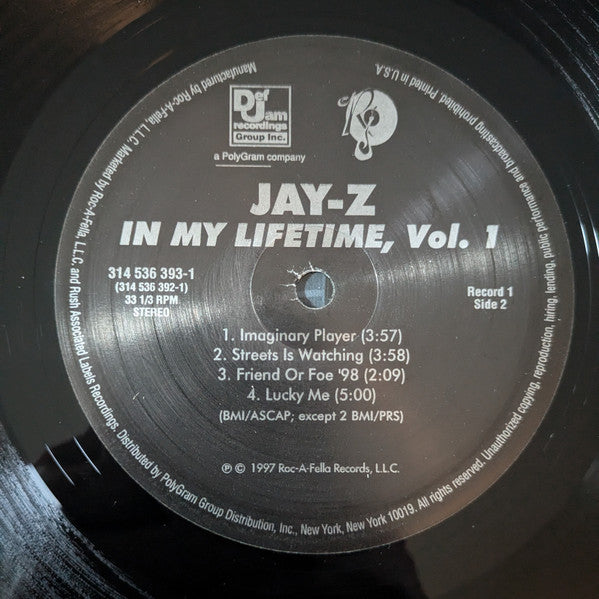 Def
Jam
recordings
Group Inc.
a PolyGram company
R
JAY-Z
IN MY LIFETIME, Vol. 1
314 536 393-1
(314 536 392-1)
33 1/3 RPM
STEREO
Record 1
Side 2
1. Imaginary Player (3:57)
2. Streets Is Watching (3:58)
3. Friend Or Foe '98 (2:09)
4. Lucky Me (5:00)
(BMI/ASCAP; except 2 BMI/PRS)
℗ © 1997 Roc-A-Fella Records, L.L.C.
Manufactured by Roc-A-Fella, L.L.C. Marketed by Roc-A-Fella, L.L.C. and Rush Associated Labels Recordings. Distributed by PolyGram Group Distribution, Inc., New York, New York 10019. All rights reserved. Unauthorized copying, reproduction, hiring, lending, public performance and broadcasting prohibited. Printed in U.S.A.